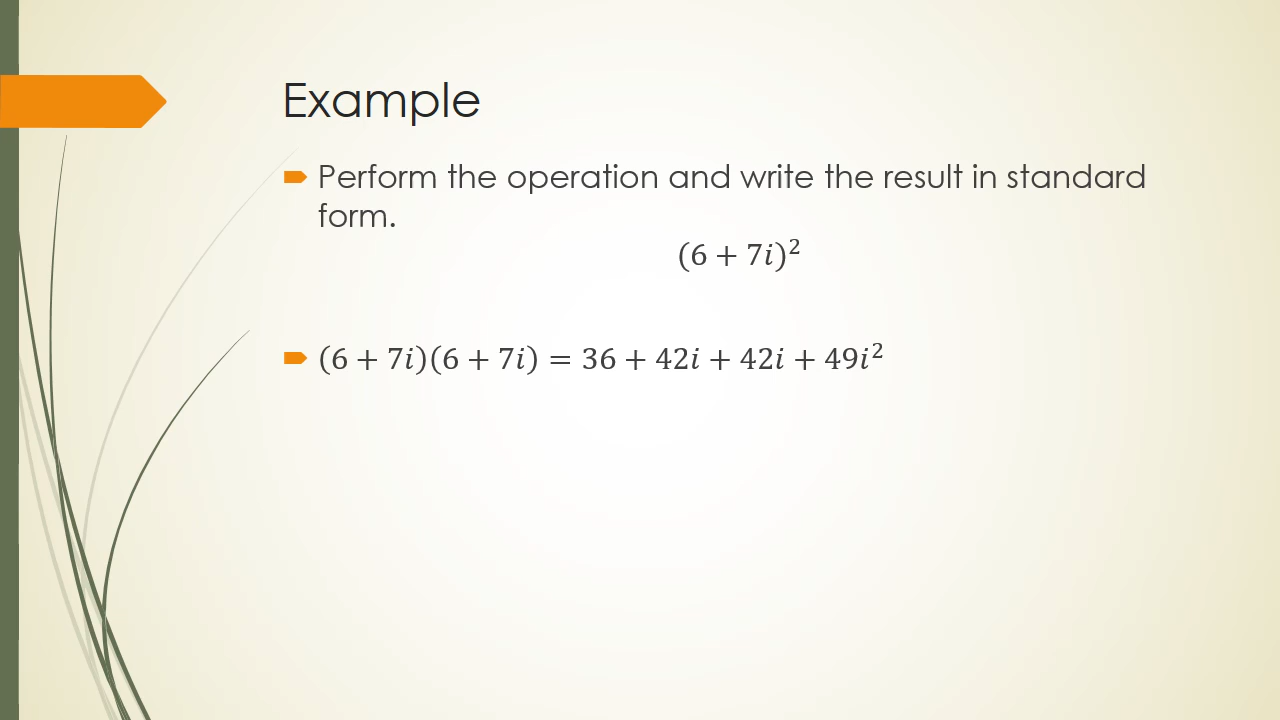 Example
Perform the operation and write the result in standard
form.
(6 + 7𝑖)²
(6 + 7𝑖)(6 + 7𝑖) = 36 + 42𝑖 + 42𝑖 + 49𝑖²